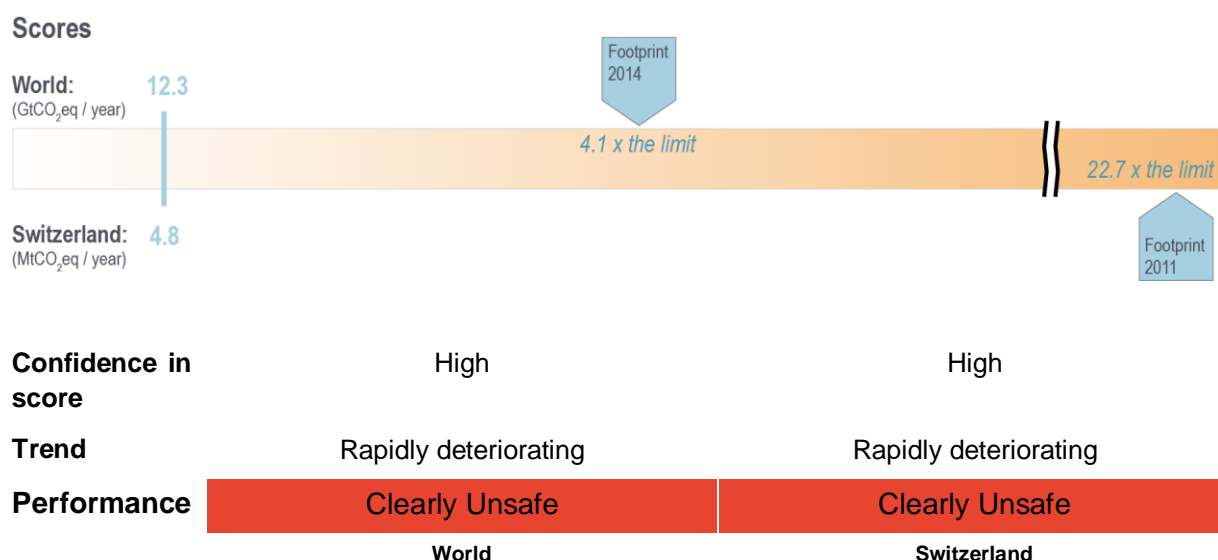 Scores
World: 12.3
(GtCO₂eq / year)
Footprint
2014
4.1 x the limit
22.7 x the limit
Switzerland: 4.8
(MtCO₂eq / year)
Footprint
2011
Confidence in score High High
Trend Rapidly deteriorating Rapidly deteriorating
Performance Clearly Unsafe Clearly Unsafe
World Switzerland